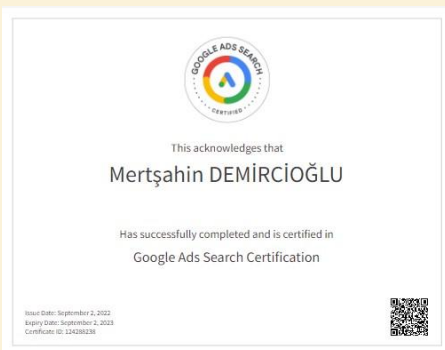 GOOGLE ADS SEARCH
CERTIFIED
This acknowledges that
Mertşahin DEMİRCİOĞLU
Has successfully completed and is certified in
Google Ads Search Certification
Issue Date: September 2, 2022
Expiry Date: September 2, 2023
Certificate ID: 124288238